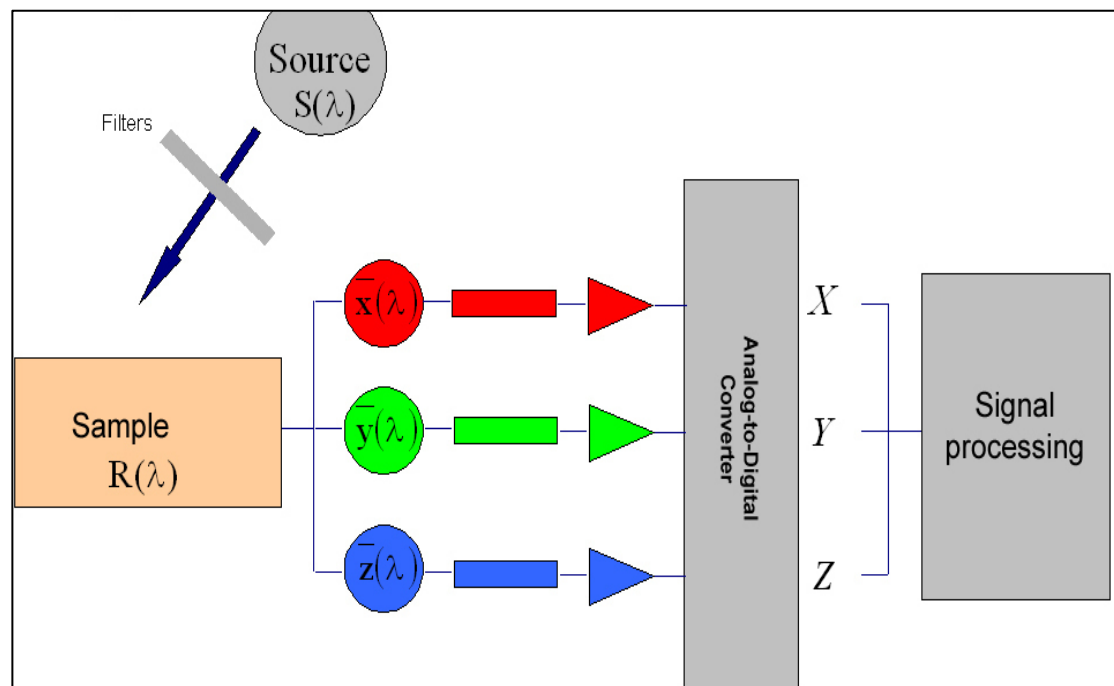 Source
S(λ)
Filters
x̅(λ)
y̅(λ)
z̅(λ)
Sample
R(λ)
Analog-to-Digital
Converter
X
Y
Z
Signal
processing